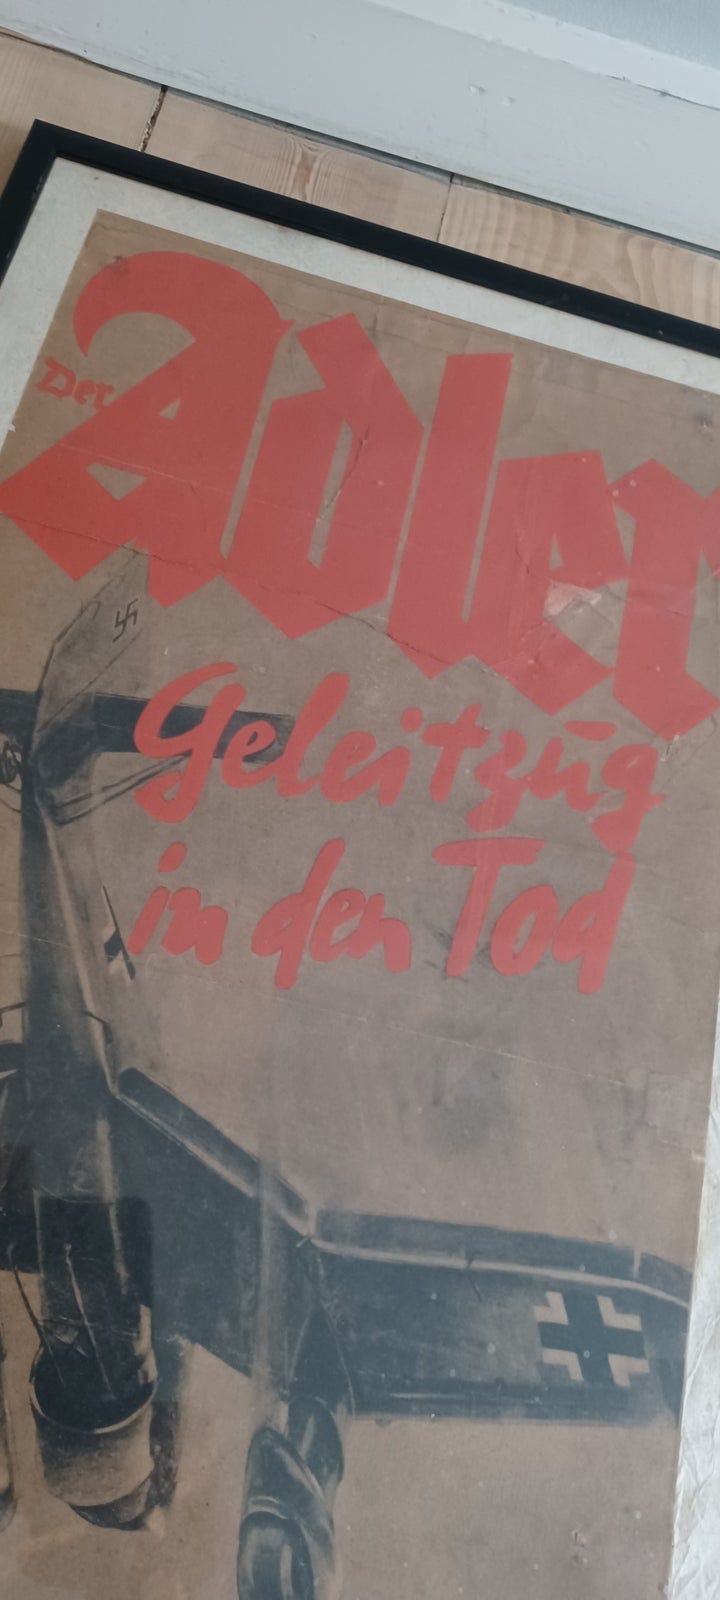 Der Adler
Geleitzug
in den Tod